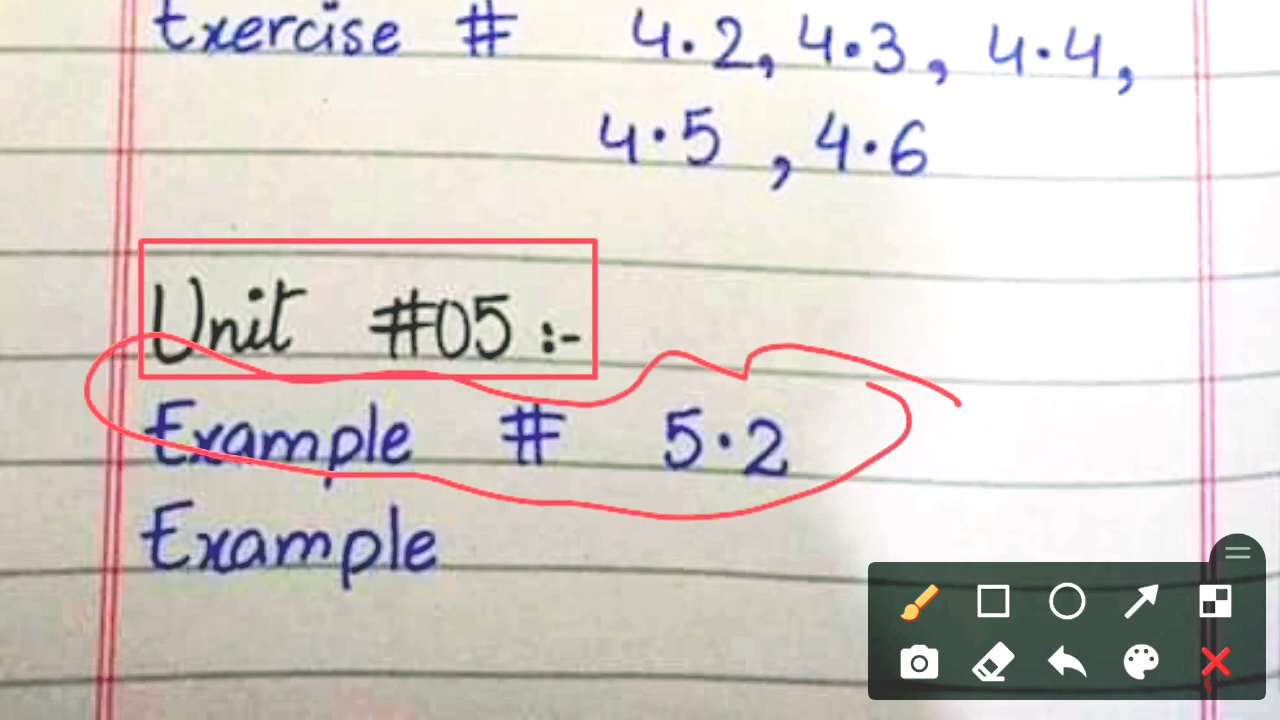 Exercise # 4.2, 4.3, 4.4,
4.5, 4.6
Unit #05 :-
Example # 5.2
Example